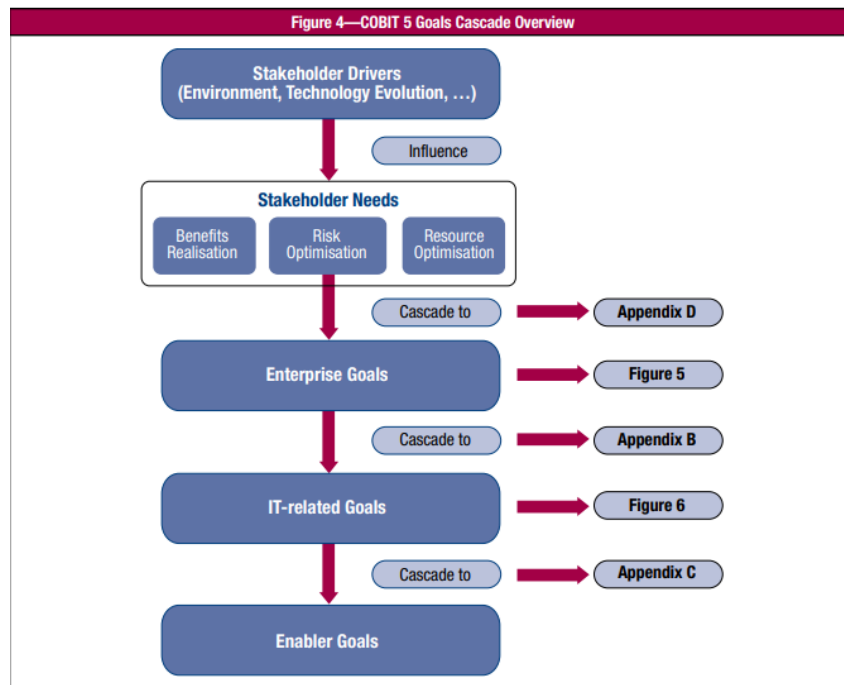 Figure 4—COBIT 5 Goals Cascade Overview
Stakeholder Drivers
(Environment, Technology Evolution, …)
Influence
Stakeholder Needs
Benefits
Realisation
Risk
Optimisation
Resource
Optimisation
Cascade to
Appendix D
Enterprise Goals
Figure 5
Cascade to
Appendix B
IT-related Goals
Figure 6
Cascade to
Appendix C
Enabler Goals